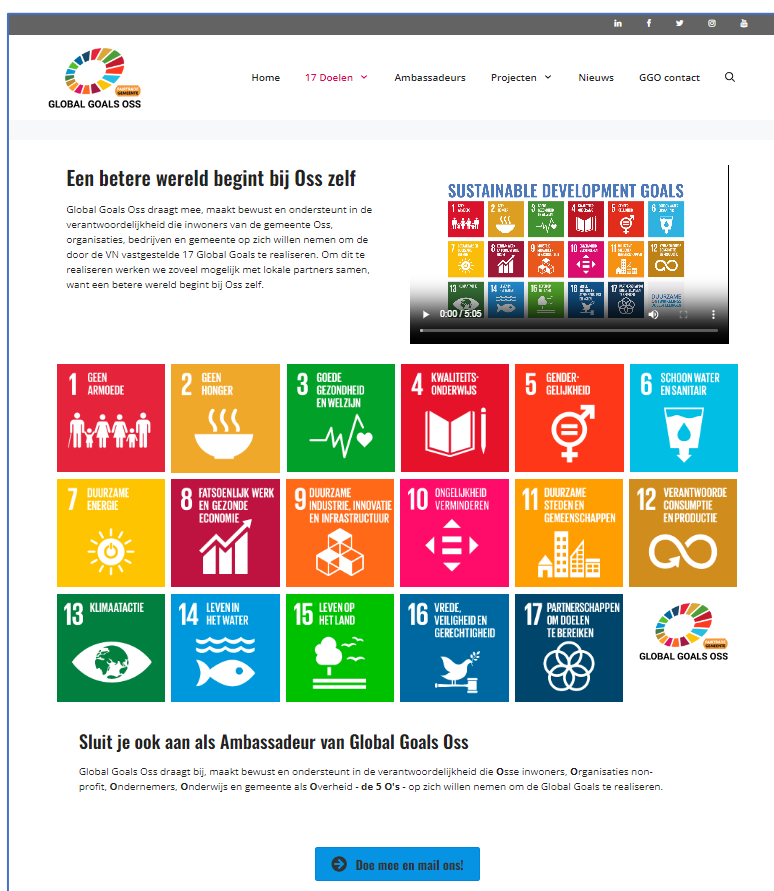 Home 17 Doelen Ambassadeurs Projecten Nieuws GGO contact
FAIRTRADE
GEMEENTE
GLOBAL GOALS OSS
Een betere wereld begint bij Oss zelf
Global Goals Oss draagt mee, maakt bewust en ondersteunt in de
verantwoordelijkheid die inwoners van de gemeente Oss,
organisaties, bedrijven en gemeente op zich willen nemen om de
door de VN vastgestelde 17 Global Goals te realiseren. Om dit te
realiseren werken we zoveel mogelijk met lokale partners samen,
want een betere wereld begint bij Oss zelf.
SUSTAINABLE DEVELOPMENT GOALS
0:00 / 5:05
1 GEEN
ARMOEDE
2 GEEN
HONGER
3 GOEDE
GEZONDHEID
EN WELZIJN
4 KWALITEITS-
ONDERWIJS
5 GENDER-
GELIJKHEID
6 SCHOON WATER
EN SANITAIR
7 DUURZAME
ENERGIE
8 FATSOENLIJK WERK
EN GEZONDE
ECONOMIE
9 DUURZAME
INDUSTRIE, INNOVATIE
EN INFRASTRUCTUUR
10 ONGELIJKHEID
VERMINDEREN
11 DUURZAME
STEDEN EN
GEMEENSCHAPPEN
12 VERANTWOORDE
CONSUMPTIE
EN PRODUCTIE
13 KLIMAATACTIE
14 LEVEN IN
HET WATER
15 LEVEN OP
HET LAND
16 VREDE,
VEILIGHEID EN
GERECHTIGHEID
17 PARTNERSCHAPPEN
OM DOELEN
TE BEREIKEN
FAIRTRADE
GEMEENTE
GLOBAL GOALS OSS
Sluit je ook aan als Ambassadeur van Global Goals Oss
Global Goals Oss draagt bij, maakt bewust en ondersteunt in de verantwoordelijkheid die Osse inwoners, Organisaties non-
profit, Ondernemers, Onderwijs en gemeente als Overheid - de 5 O's - op zich willen nemen om de Global Goals te realiseren.
Doe mee en mail ons!